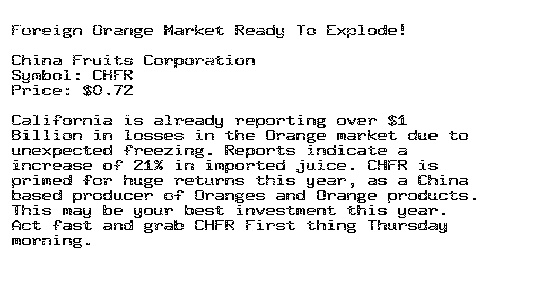 Foreign Orange Market Ready To Explode!
China Fruits Corporation
Symbol: CHFR
Price: $0.72
California is already reporting over $1
Billion in losses in the Orange market due to
unexpected freezing. Reports indicate a
increase of 21% in imported juice. CHFR is
primed for huge returns this year, as a China
based producer of Oranges and Orange products.
This may be your best investment this year.
Act fast and grab CHFR First thing Thursday
morning.